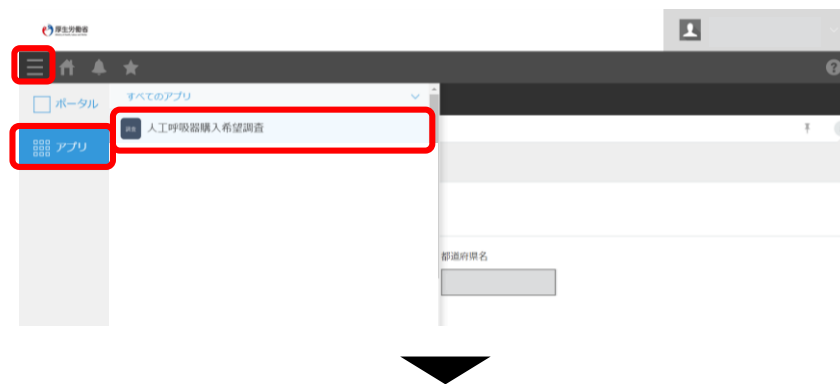 厚生労働省
ポータル
すべてのアプリ
人工呼吸器購入希望調査
アプリ
都道府県名